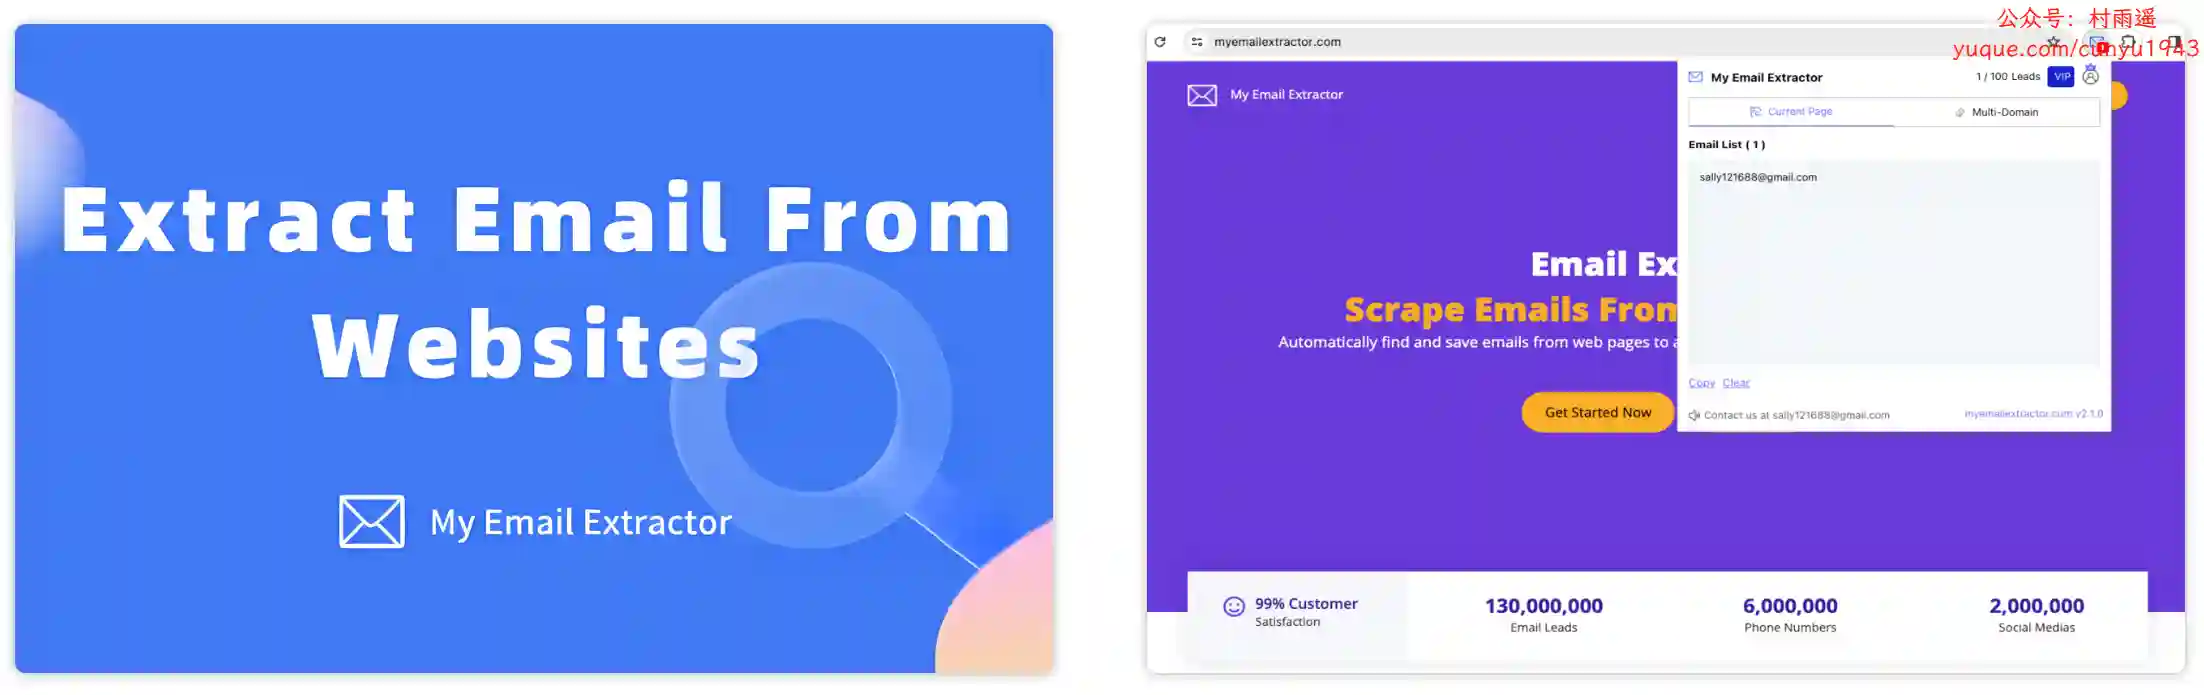 Extract Email From
Websites
My Email Extractor
公众号：村雨遥
yuque.com/cunyu1943
myemailextractor.com
My Email Extractor
My Email Extractor
1 / 100 Leads
VIP
Current Page
Multi-Domain
Email List ( 1 )
sally121688@gmail.com
Copy Clear
Contact us at sally121688@gmail.com
myemailextractor.com v2.1.0
Email Ex
Scrape Emails From
Automatically find and save emails from web pages to a
Get Started Now
99% Customer
Satisfaction
130,000,000
Email Leads
6,000,000
Phone Numbers
2,000,000
Social Medias